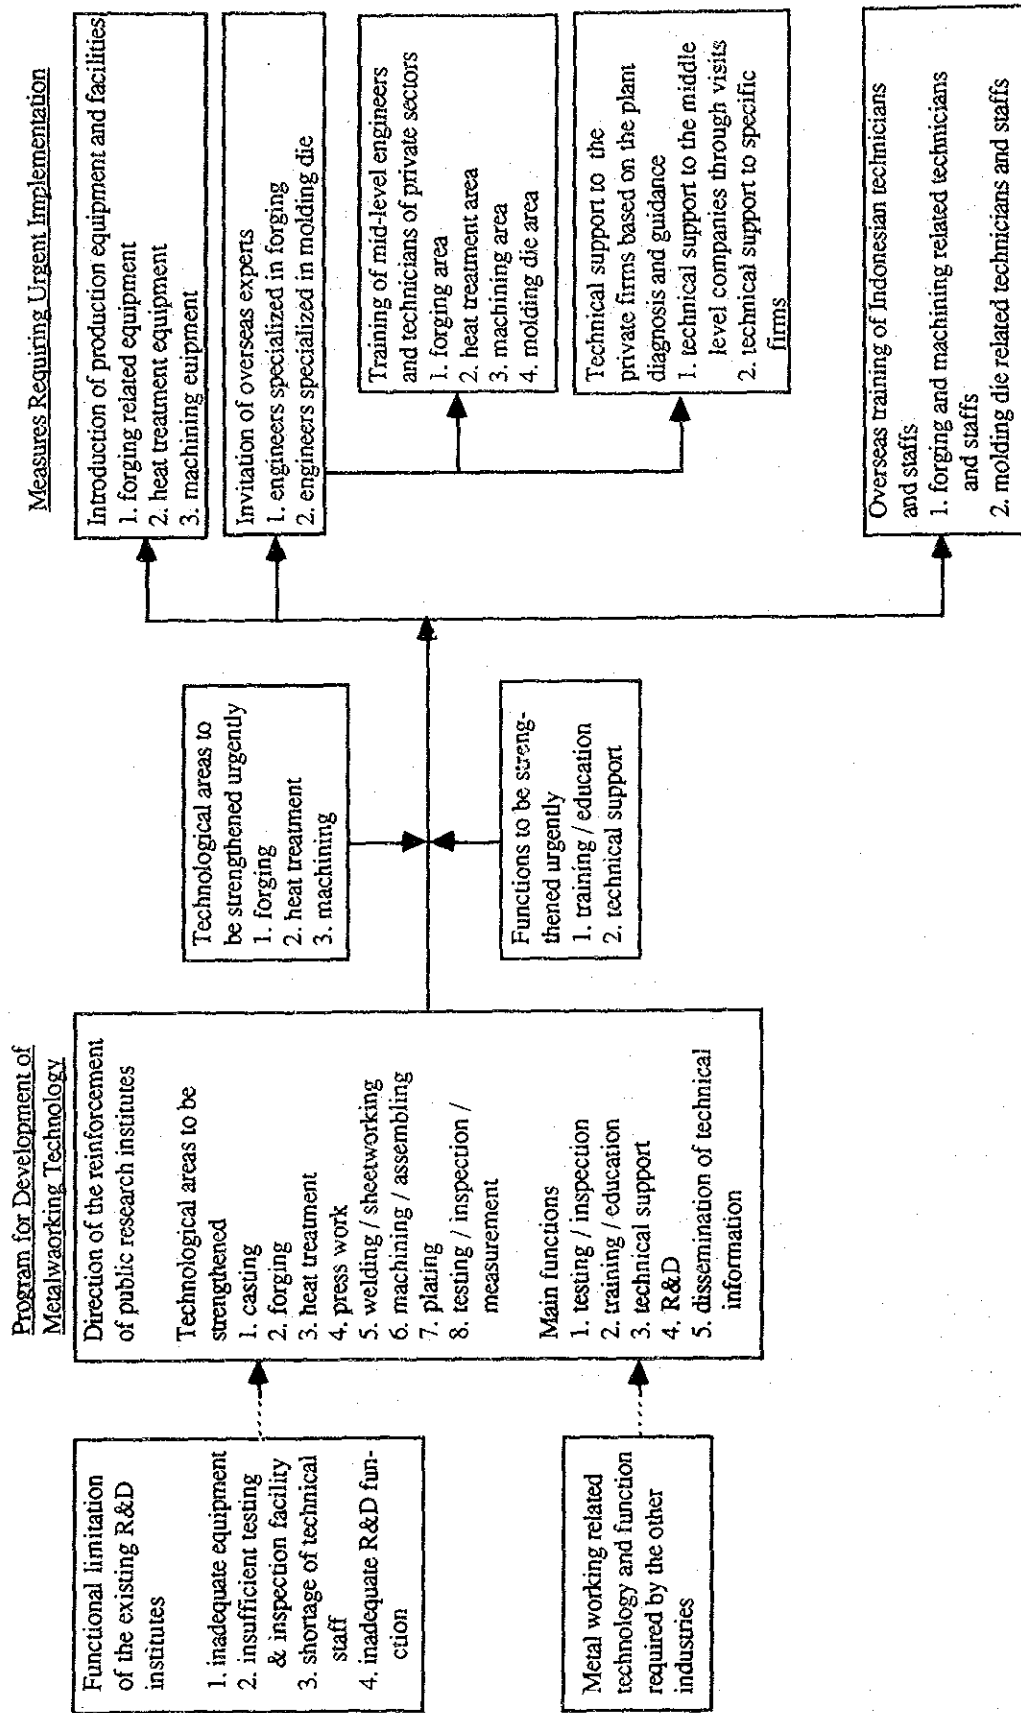 Program for Development of
Metalwaorking Technology
Measures Requiring Urgent Implementation
Functional limitation
of the existing R&D
institutes
1. inadequate equipment
2. insufficient testing
& inspection facility
3. shortage of technical
staff
4. inadequate R&D fun-
ction
Metal working related
technology and function
required by the other
industries
Direction of the reinforcement
of public research institutes
Technological areas to be
strengthened
1. casting
2. forging
3. heat treatment
4. press work
5. welding / sheetworking
6. machining / assembling
7. plating
8. testing / inspection /
measurement
Main functions
1. testing / inspection
2. training / education
3. technical support
4. R&D
5. dissemination of technical
information
Technological areas to
be strengthened urgently
1. forging
2. heat treatment
3. machining
Functions to be streng-
thened urgently
1. training / education
2. technical support
Introduction of production equipment and facilities
1. forging related equipment
2. heat treatment equipment
3. machining euipment
Invitation of overseas experts
1. engineers specialized in forging
2. engineers specialized in molding die
Training of mid-level engineers
and technicians of private sectors
1. forging area
2. heat treatment area
3. machining area
4. molding die area
Technical support to the
private firms based on the plant
diagnosis and guidance
1. technical support to the middle
level companies through visits
2. technical support to specific
firms
Overseas training of Indonesian technicians
and staffs
1. forging and machining related technicians
and staffs
2. molding die related technicians and staffs